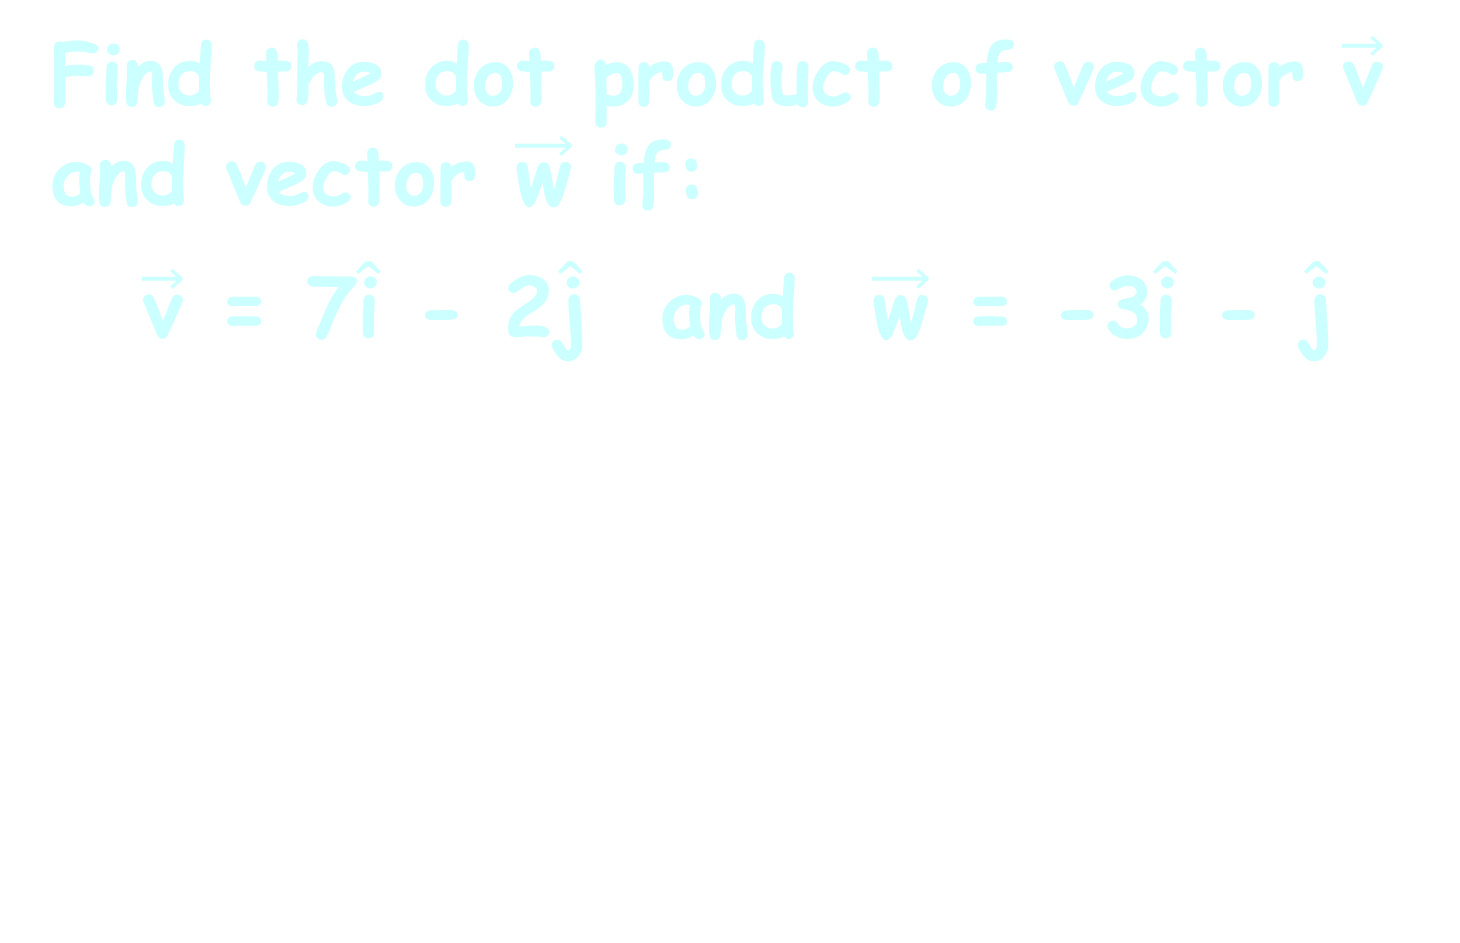 Find the dot product of vector v⃗
and vector w⃗ if:
v⃗ = 7î - 2ĵ and w⃗ = -3î - ĵ